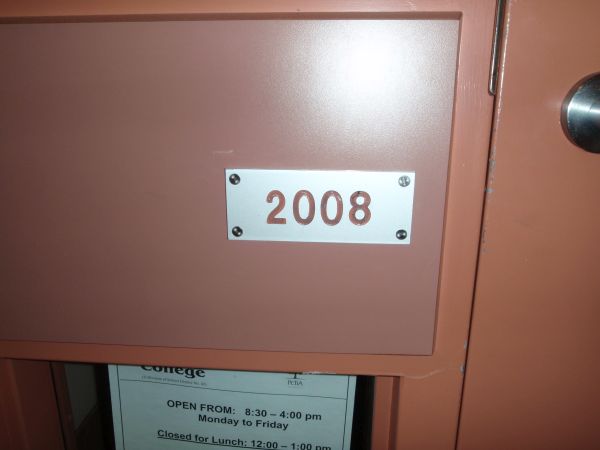 2008
College
PCTIA
OPEN FROM: 8:30 – 4:00 pm
Monday to Friday
Closed for Lunch: 12:00 – 1:00 pm